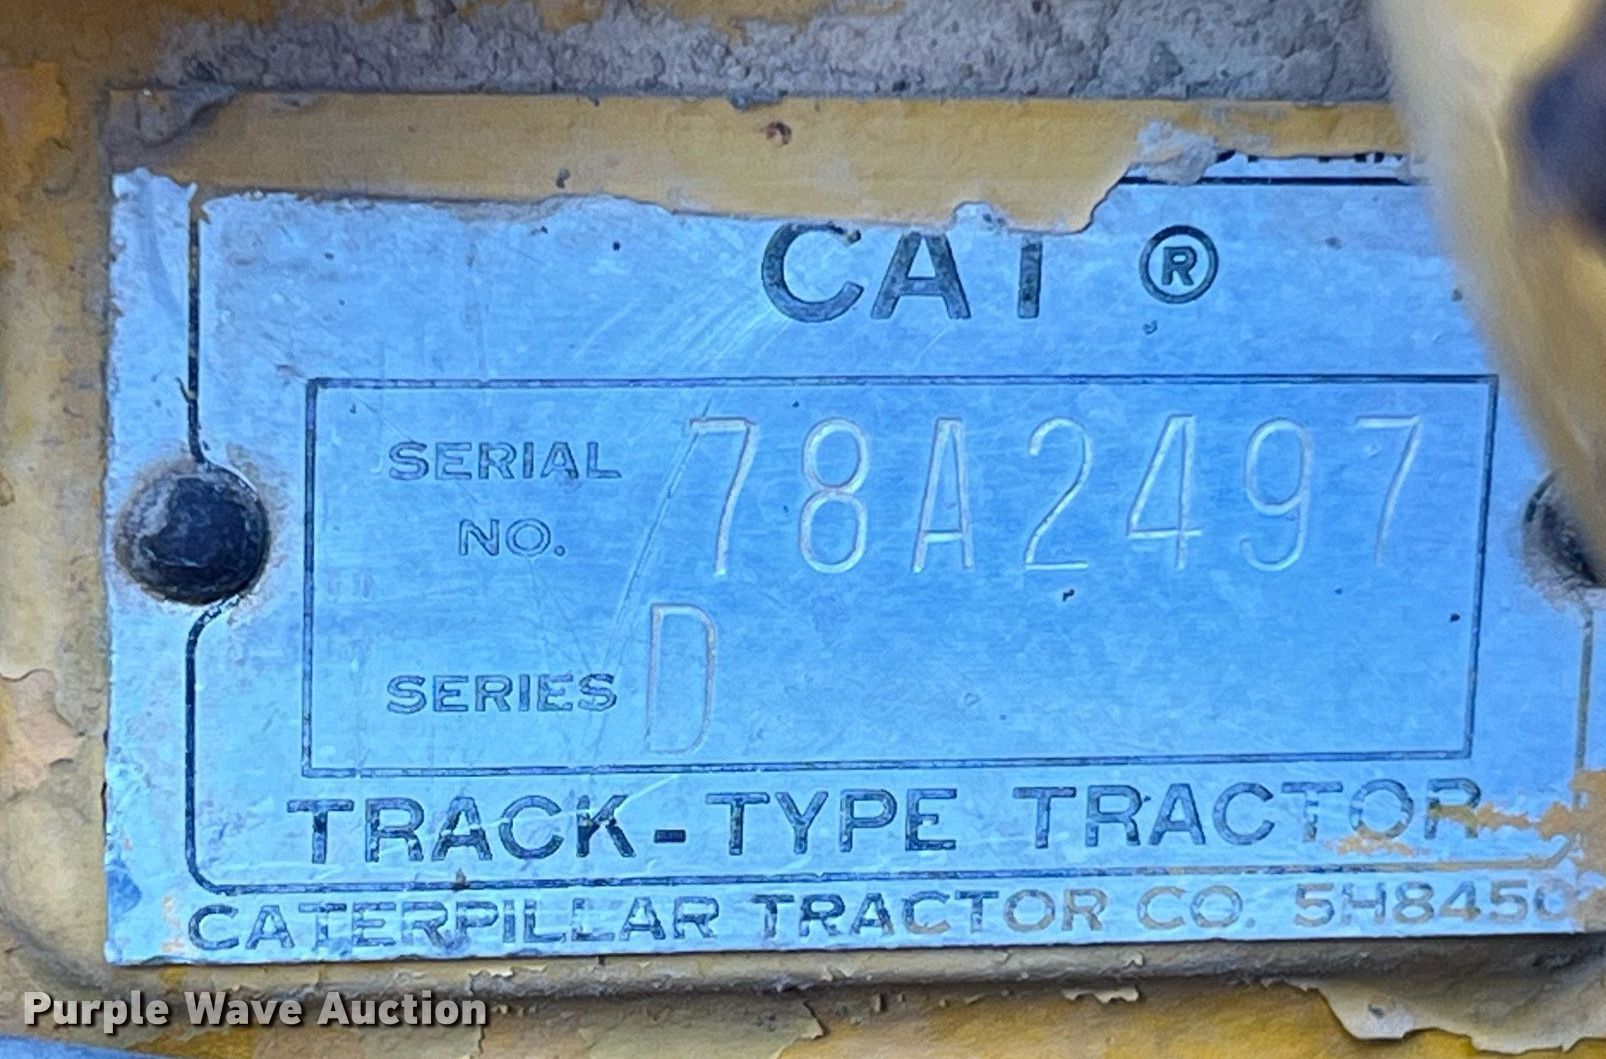 CAT ®
SERIAL NO. 78A2497
SERIES D
TRACK-TYPE TRACTOR
CATERPILLAR TRACTOR CO. 5H8450
Purple Wave Auction